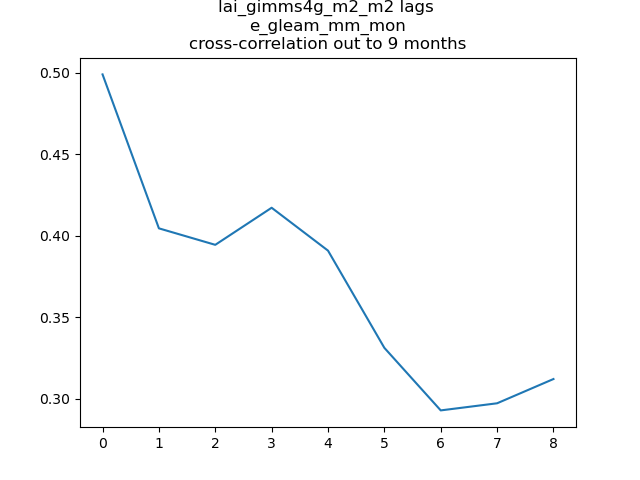 lai_gimms4g_m2_m2 lags
e_gleam_mm_mon
cross-correlation out to 9 months
0.50
0.45
0.40
0.35
0.30
0 1 2 3 4 5 6 7 8